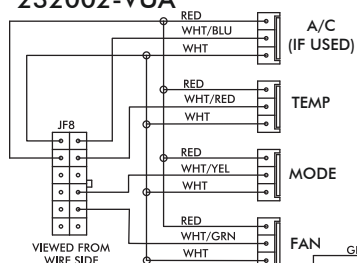 232002-VUA
RED
WHT/BLU
WHT
A/C
(IF USED)
RED
WHT/RED
WHT
TEMP
JF8
RED
WHT/YEL
WHT
MODE
RED
WHT/GRN
WHT
FAN
VIEWED FROM
WIRE SIDE